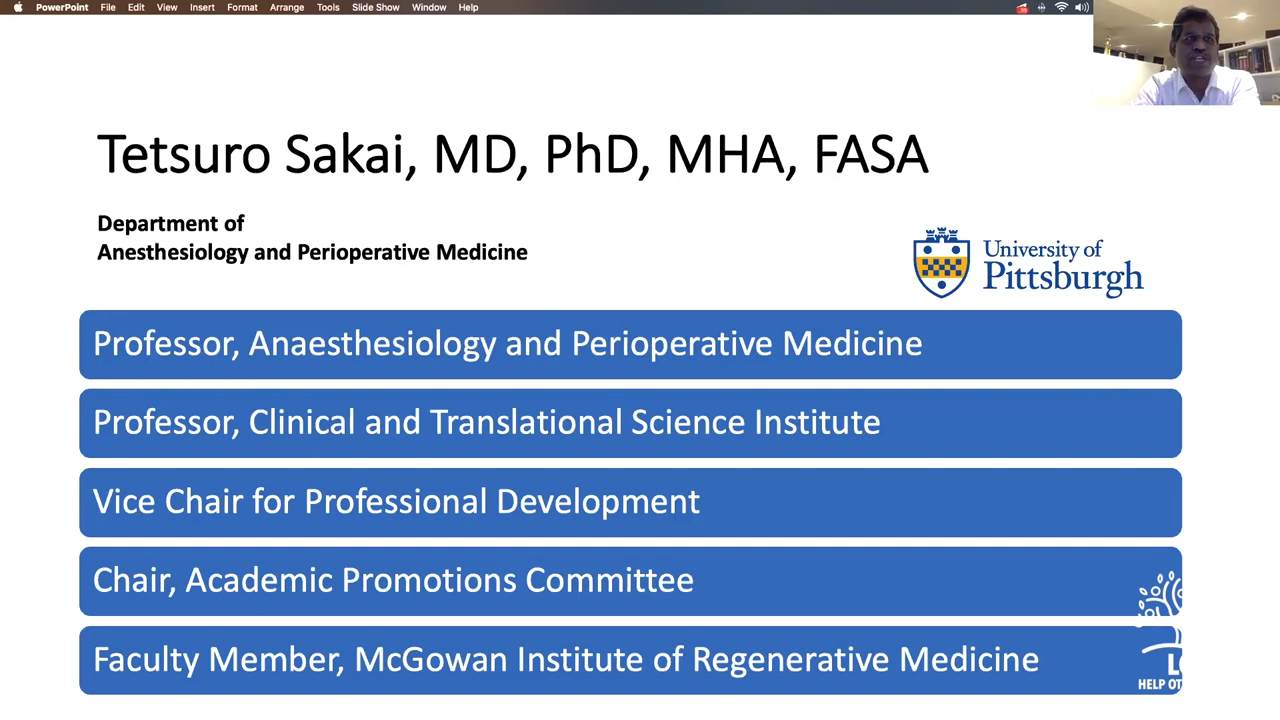 PowerPoint File Edit View Insert Format Arrange Tools Slide Show Window Help
Tetsuro Sakai, MD, PhD, MHA, FASA
Department of
Anesthesiology and Perioperative Medicine
University of
Pittsburgh
Professor, Anaesthesiology and Perioperative Medicine
Professor, Clinical and Translational Science Institute
Vice Chair for Professional Development
Chair, Academic Promotions Committee
Faculty Member, McGowan Institute of Regenerative Medicine
HELP